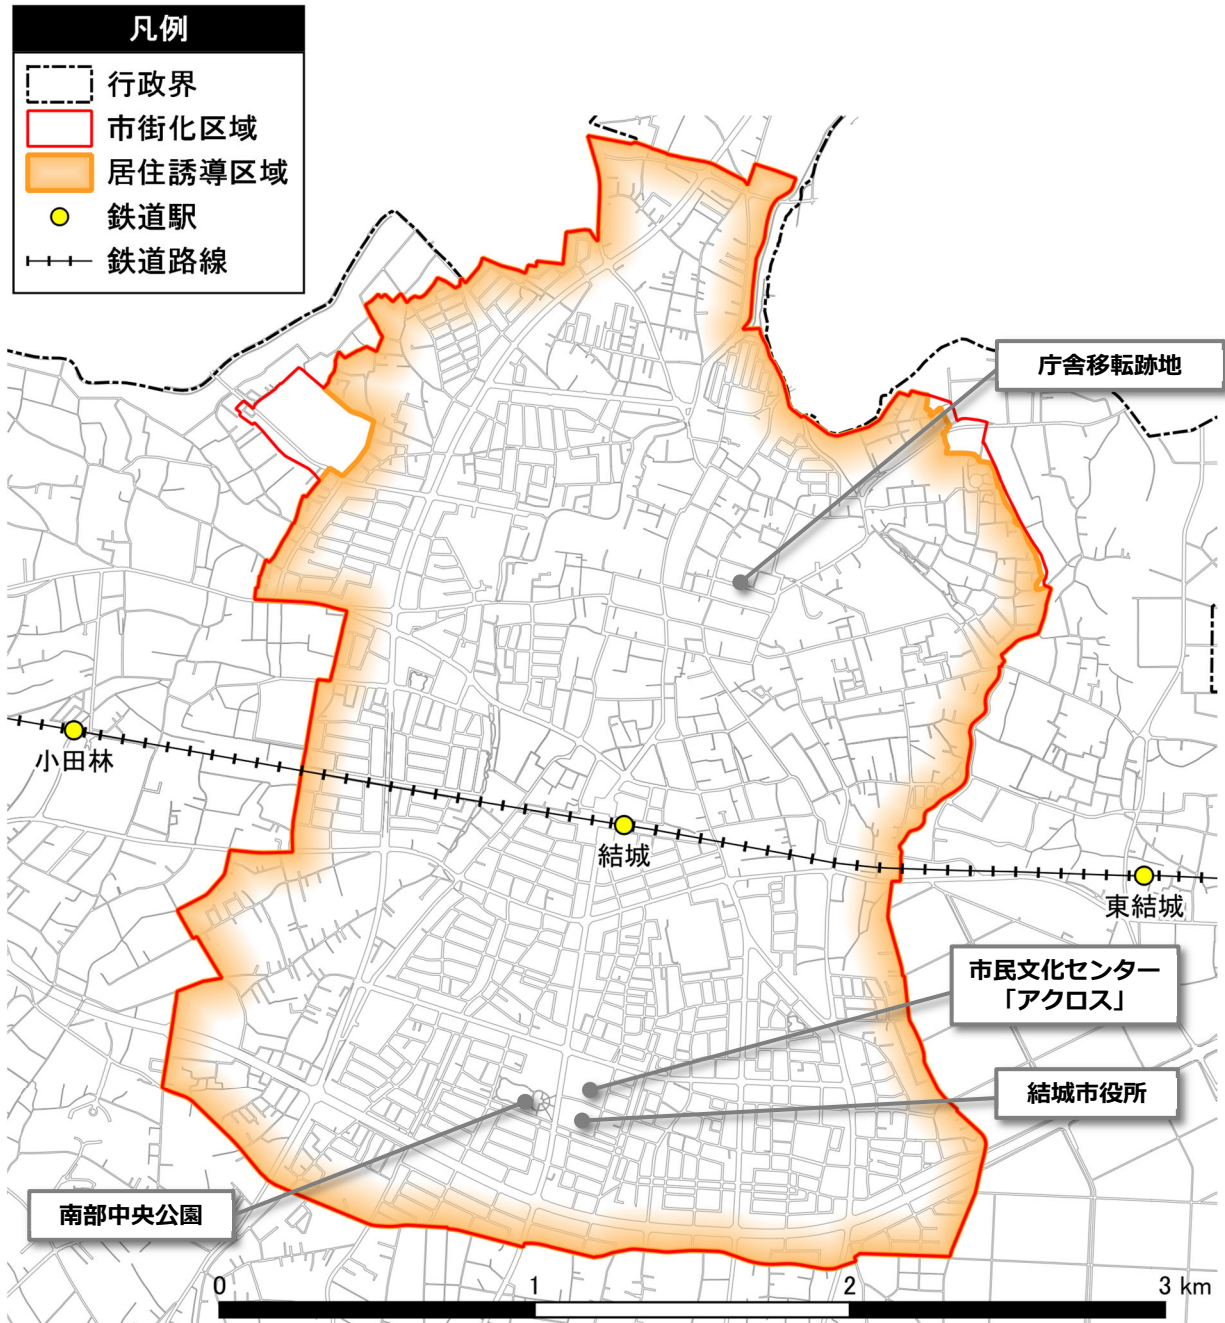 凡例
行政界
市街化区域
居住誘導区域
鉄道駅
鉄道路線
庁舎移転跡地
小田林
結城
東結城
市民文化センター
「アクロス」
結城市役所
南部中央公園
0 1 2 3 km